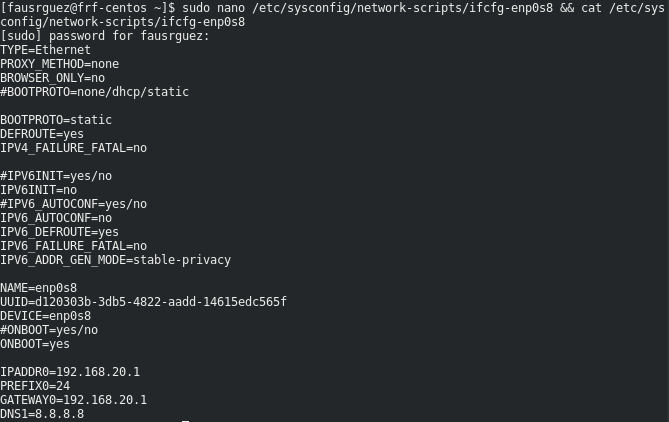 [fausrguez@frf-centos ~]$ sudo nano /etc/sysconfig/network-scripts/ifcfg-enp0s8 && cat /etc/sys
config/network-scripts/ifcfg-enp0s8
[sudo] password for fausrguez:
TYPE=Ethernet
PROXY_METHOD=none
BROWSER_ONLY=no
#BOOTPROTO=none/dhcp/static
BOOTPROTO=static
DEFROUTE=yes
IPV4_FAILURE_FATAL=no
#IPV6INIT=yes/no
IPV6INIT=no
#IPV6_AUTOCONF=yes/no
IPV6_AUTOCONF=no
IPV6_DEFROUTE=yes
IPV6_FAILURE_FATAL=no
IPV6_ADDR_GEN_MODE=stable-privacy
NAME=enp0s8
UUID=d120303b-3db5-4822-aadd-14615edc565f
DEVICE=enp0s8
#ONBOOT=yes/no
ONBOOT=yes
IPADDR0=192.168.20.1
PREFIX0=24
GATEWAY0=192.168.20.1
DNS1=8.8.8.8